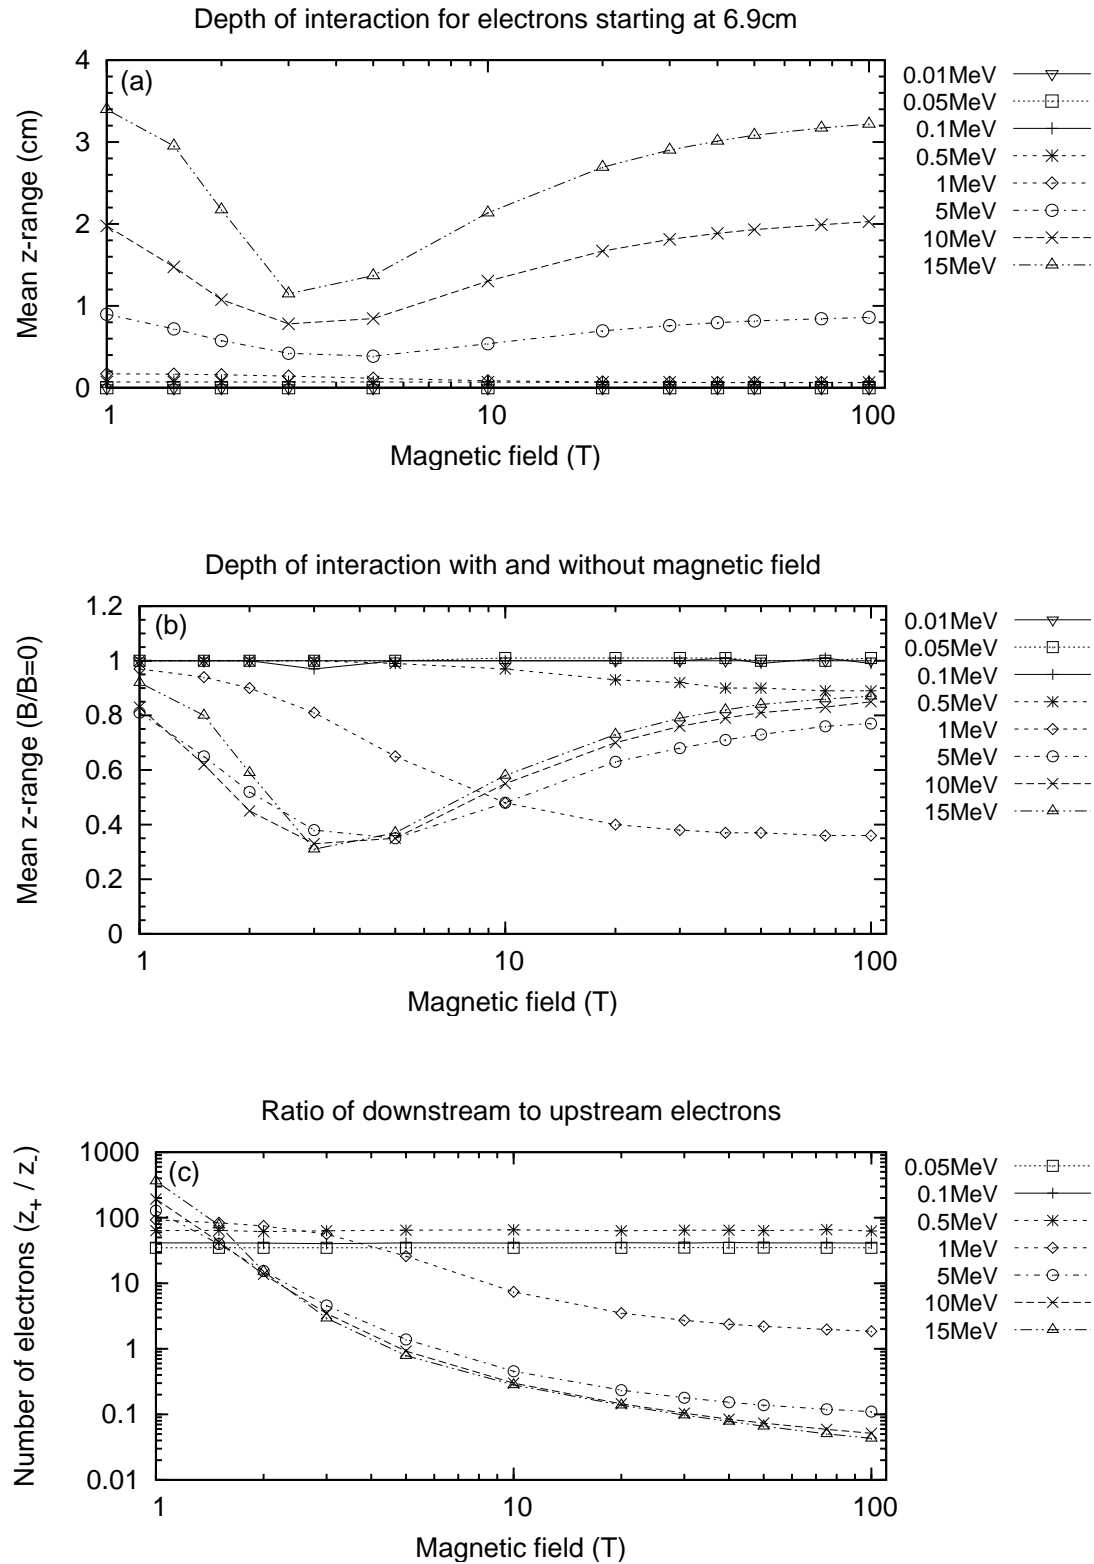 Depth of interaction for electrons starting at 6.9cm
(a)
Mean z-range (cm)
4
3
2
1
0
1 10 100
Magnetic field (T)
0.01MeV
0.05MeV
0.1MeV
0.5MeV
1MeV
5MeV
10MeV
15MeV
Depth of interaction with and without magnetic field
(b)
Mean z-range (B/B=0)
1.2
1
0.8
0.6
0.4
0.2
0
1 10 100
Magnetic field (T)
0.01MeV
0.05MeV
0.1MeV
0.5MeV
1MeV
5MeV
10MeV
15MeV
Ratio of downstream to upstream electrons
(c)
Number of electrons (z+ / z-)
1000
100
10
1
0.1
0.01
1 10 100
Magnetic field (T)
0.05MeV
0.1MeV
0.5MeV
1MeV
5MeV
10MeV
15MeV